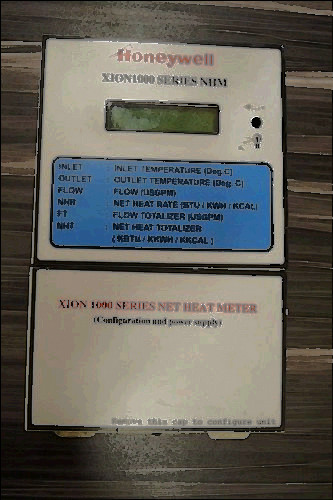 Honeywell
XION1000 SERIES NHM
INLET : INLET TEMPERATURE (Deg. C)
OUTLET : OUTLET TEMPERATURE (Deg. C)
FLOW : FLOW (USGPM)
NHR : NET HEAT RATE (BTU / KWH / KCAL)
FT : FLOW TOTALIZER (USGPM)
NHT : NET HEAT TOTALIZER
( KBTU / KKWH / KKCAL )
XION 1000 SERIES NET HEAT METER
(Configuration and power supply)
Remove this cap to configure unit